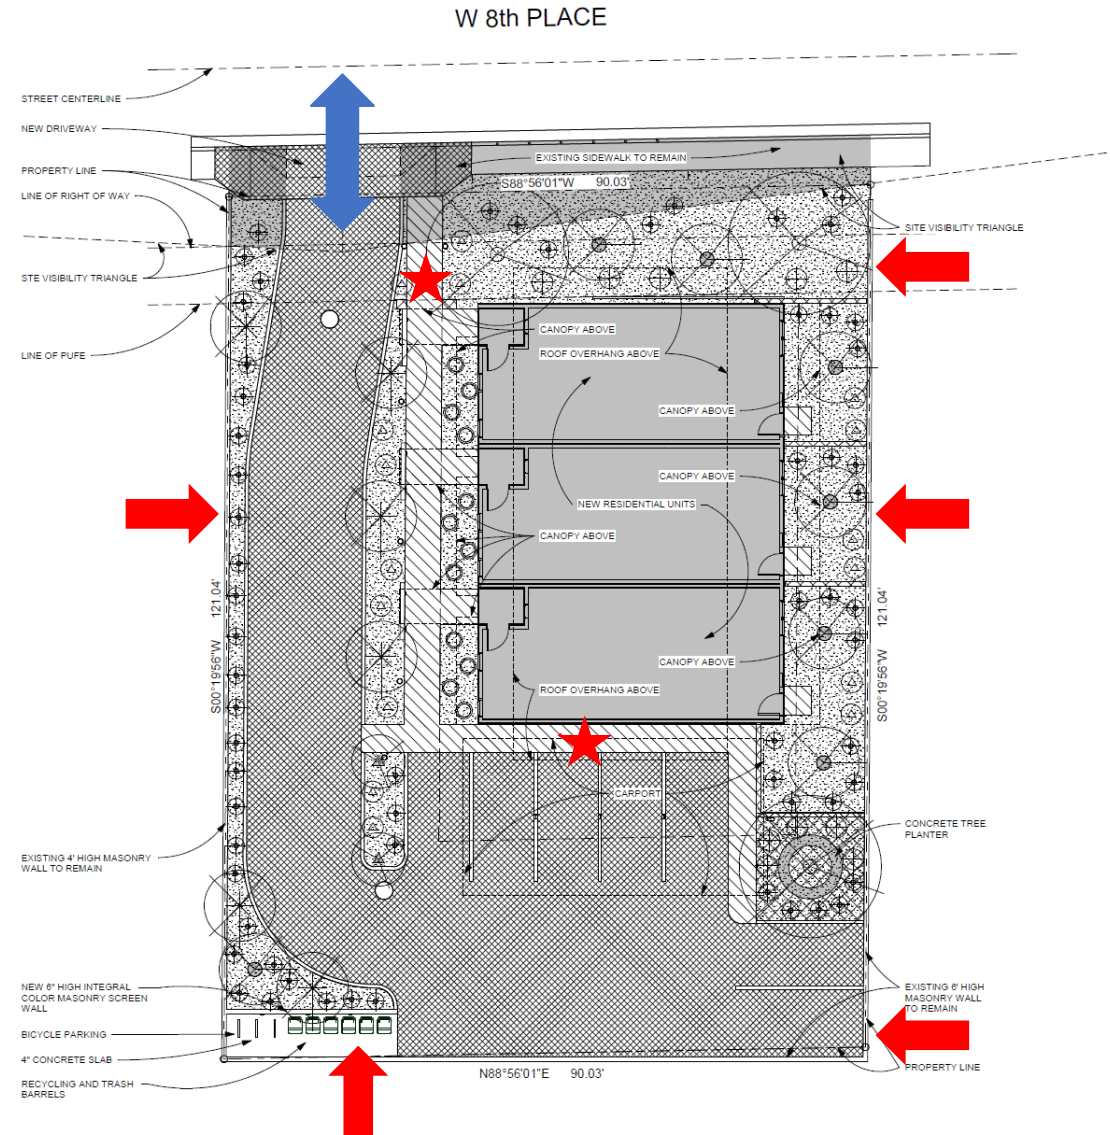 W 8th PLACE
STREET CENTERLINE
NEW DRIVEWAY
PROPERTY LINE
LINE OF RIGHT OF WAY
SITE VISIBILITY TRIANGLE
LINE OF PUFE
EXISTING SIDEWALK TO REMAIN
S88°56'01"W 90.03'
SITE VISIBILITY TRIANGLE
CANOPY ABOVE
ROOF OVERHANG ABOVE
CANOPY ABOVE
CANOPY ABOVE
NEW RESIDENTIAL UNITS
CANOPY ABOVE
S00°19'56"W 121.04'
S00°19'56"W 121.04'
CANOPY ABOVE
ROOF OVERHANG ABOVE
CARPORT
CONCRETE TREE
PLANTER
EXISTING 4' HIGH MASONRY
WALL TO REMAIN
NEW 6" HIGH INTEGRAL
COLOR MASONRY SCREEN
WALL
BICYCLE PARKING
4" CONCRETE SLAB
RECYCLING AND TRASH
BARRELS
EXISTING 6' HIGH
MASONRY WALL
TO REMAIN
PROPERTY LINE
N88°56'01"E 90.03'